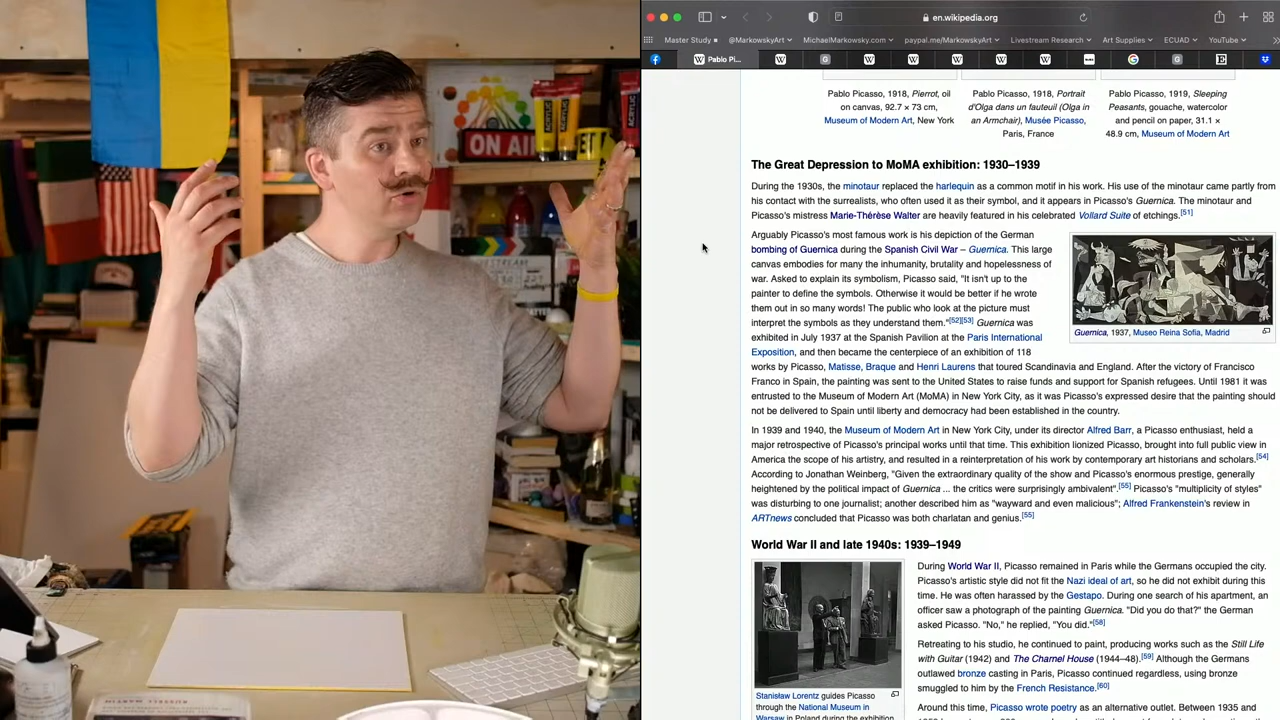 ON AIR
ACRYLIC
ACRYLIC
LIVESTREAM
RUSSELL MARTIN
en.wikipedia.org
Master Study
@MarkowskyArt
MichaelMarkowsky.com
paypal.me/MarkowskyArt
Livestream Research
Art Supplies
ECUAD
YouTube
Pablo Pi...
Pablo Picasso, 1918, Pierrot, oil
on canvas, 92.7 × 73 cm,
Museum of Modern Art, New York
Pablo Picasso, 1918, Portrait
d'Olga dans un fauteuil (Olga in
an Armchair), Musée Picasso,
Paris, France
Pablo Picasso, 1919, Sleeping
Peasants, gouache, watercolor
and pencil on paper, 31.1 ×
48.9 cm, Museum of Modern Art
The Great Depression to MoMA exhibition: 1930–1939
During the 1930s, the minotaur replaced the harlequin as a common motif in his work. His use of the minotaur came partly from
his contact with the surrealists, who often used it as their symbol, and it appears in Picasso's Guernica. The minotaur and
Picasso's mistress Marie-Thérèse Walter are heavily featured in his celebrated Vollard Suite of etchings.[51]
Arguably Picasso's most famous work is his depiction of the German
bombing of Guernica during the Spanish Civil War – Guernica. This large
canvas embodies for many the inhumanity, brutality and hopelessness of
war. Asked to explain its symbolism, Picasso said, "It isn't up to the
painter to define the symbols. Otherwise it would be better if he wrote
them out in so many words! The public who look at the picture must
interpret the symbols as they understand them."[52][53] Guernica was
exhibited in July 1937 at the Spanish Pavilion at the Paris International
Exposition, and then became the centerpiece of an exhibition of 118
works by Picasso, Matisse, Braque and Henri Laurens that toured Scandinavia and England. After the victory of Francisco
Franco in Spain, the painting was sent to the United States to raise funds and support for Spanish refugees. Until 1981 it was
entrusted to the Museum of Modern Art (MoMA) in New York City, as it was Picasso's expressed desire that the painting should
not be delivered to Spain until liberty and democracy had been established in the country.
Guernica, 1937, Museo Reina Sofia, Madrid
In 1939 and 1940, the Museum of Modern Art in New York City, under its director Alfred Barr, a Picasso enthusiast, held a
major retrospective of Picasso's principal works until that time. This exhibition lionized Picasso, brought into full public view in
America the scope of his artistry, and resulted in a reinterpretation of his work by contemporary art historians and scholars.[54]
According to Jonathan Weinberg, "Given the extraordinary quality of the show and Picasso's enormous prestige, generally
heightened by the political impact of Guernica ... the critics were surprisingly ambivalent".[55] Picasso's "multiplicity of styles"
was disturbing to one journalist; another described him as "wayward and even malicious"; Alfred Frankenstein's review in
ARTnews concluded that Picasso was both charlatan and genius.[55]
World War II and late 1940s: 1939–1949
During World War II, Picasso remained in Paris while the Germans occupied the city.
Picasso's artistic style did not fit the Nazi ideal of art, so he did not exhibit during this
time. He was often harassed by the Gestapo. During one search of his apartment, an
officer saw a photograph of the painting Guernica. "Did you do that?" the German
asked Picasso. "No," he replied, "You did."[58]
Retreating to his studio, he continued to paint, producing works such as the Still Life
with Guitar (1942) and The Charnel House (1944–48).[59] Although the Germans
outlawed bronze casting in Paris, Picasso continued regardless, using bronze
smuggled to him by the French Resistance.[60]
Around this time, Picasso wrote poetry as an alternative outlet. Between 1935 and
Stanisław Lorentz guides Picasso
through the National Museum in
Warsaw in Poland during the exhibition